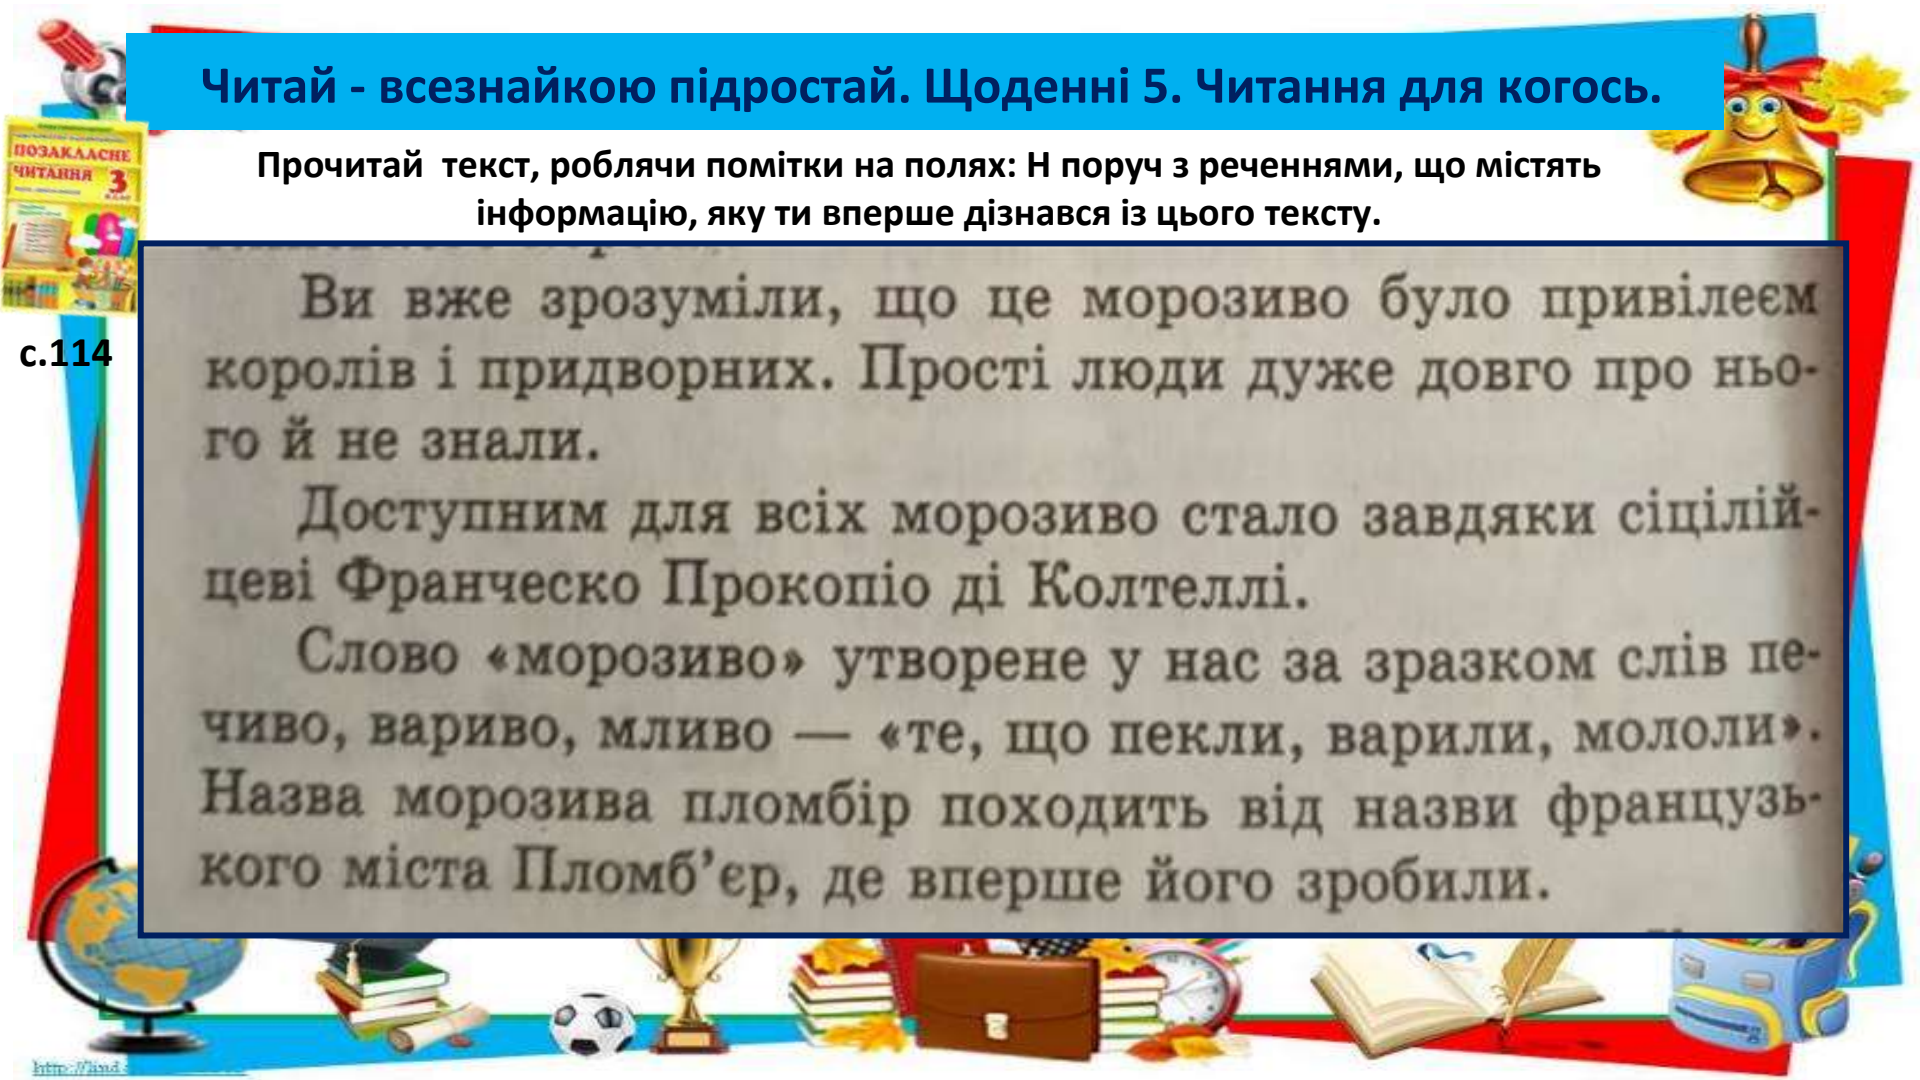 Читай - всезнайкою підростай. Щоденні 5. Читання для когось.
Прочитай текст, роблячи помітки на полях: Н поруч з реченнями, що містять
інформацію, яку ти вперше дізнався із цього тексту.
ПОЗАКЛАСНЕ
ЧИТАННЯ 3
с.114
Ви вже зрозуміли, що це морозиво було привілеєм
королів і придворних. Прості люди дуже довго про ньо-
го й не знали.
Доступним для всіх морозиво стало завдяки сіцілій-
цеві Франческо Прокопіо ді Колтеллі.
Слово «морозиво» утворене у нас за зразком слів пе-
чиво, вариво, мливо — «те, що пекли, варили, мололи».
Назва морозива пломбір походить від назви французь-
кого міста Пломб’єр, де вперше його зробили.